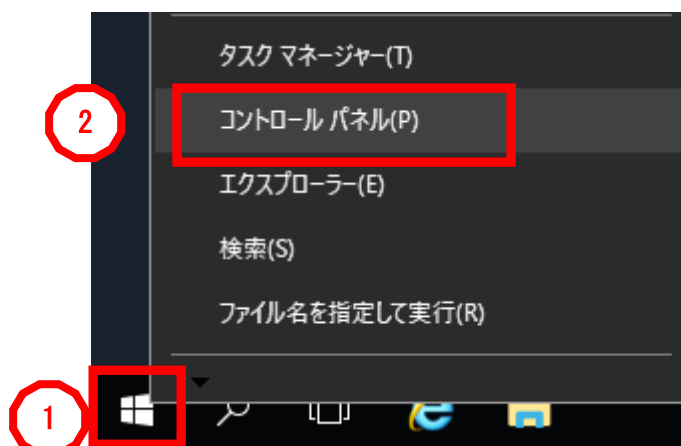 タスク マネージャー(T)
2
コントロール パネル(P)
エクスプローラー(E)
検索(S)
ファイル名を指定して実行(R)
1